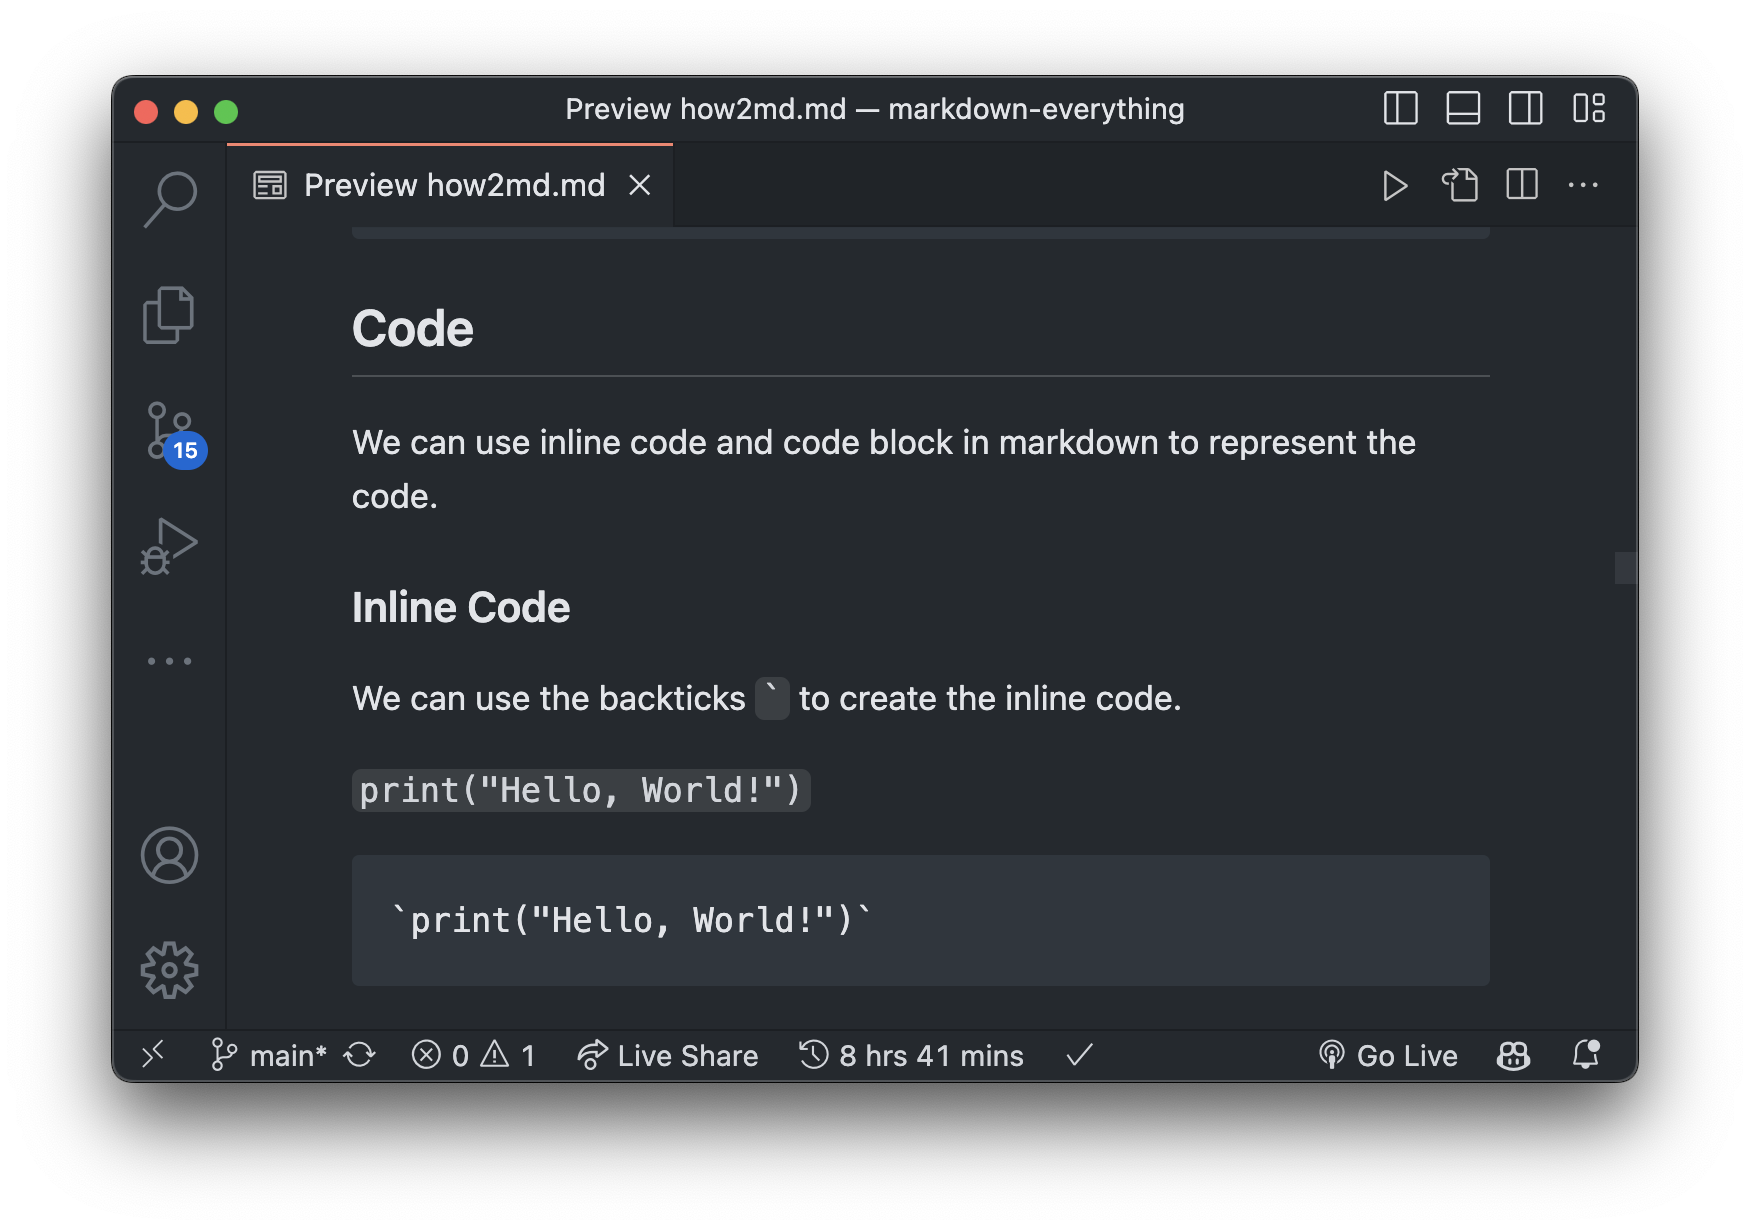 Preview how2md.md — markdown-everything
Preview how2md.md
Code
We can use inline code and code block in markdown to represent the
code.
Inline Code
We can use the backticks ` to create the inline code.
print("Hello, World!")
`print("Hello, World!")`
15
main* 0 1 Live Share 8 hrs 41 mins Go Live